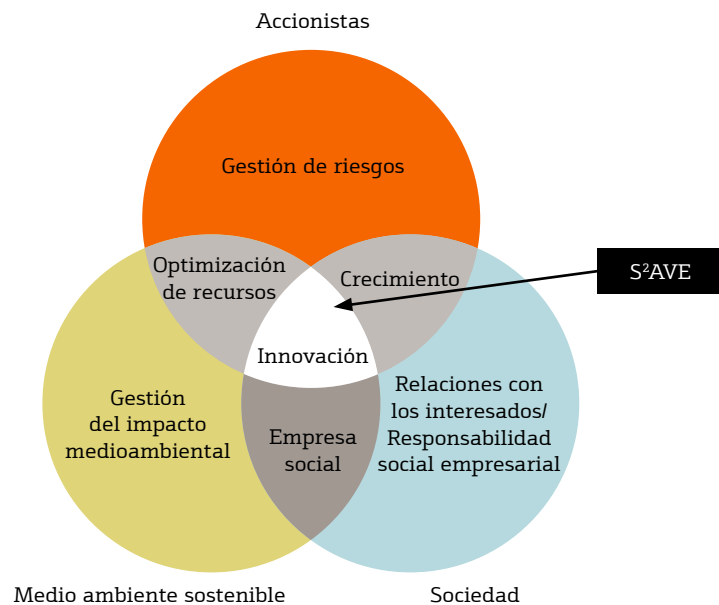 Accionistas
Gestión de riesgos
Optimización
de recursos
Crecimiento
S²AVE
Innovación
Gestión
del impacto
medioambiental
Empresa
social
Relaciones con
los interesados/
Responsabilidad
social empresarial
Medio ambiente sostenible
Sociedad